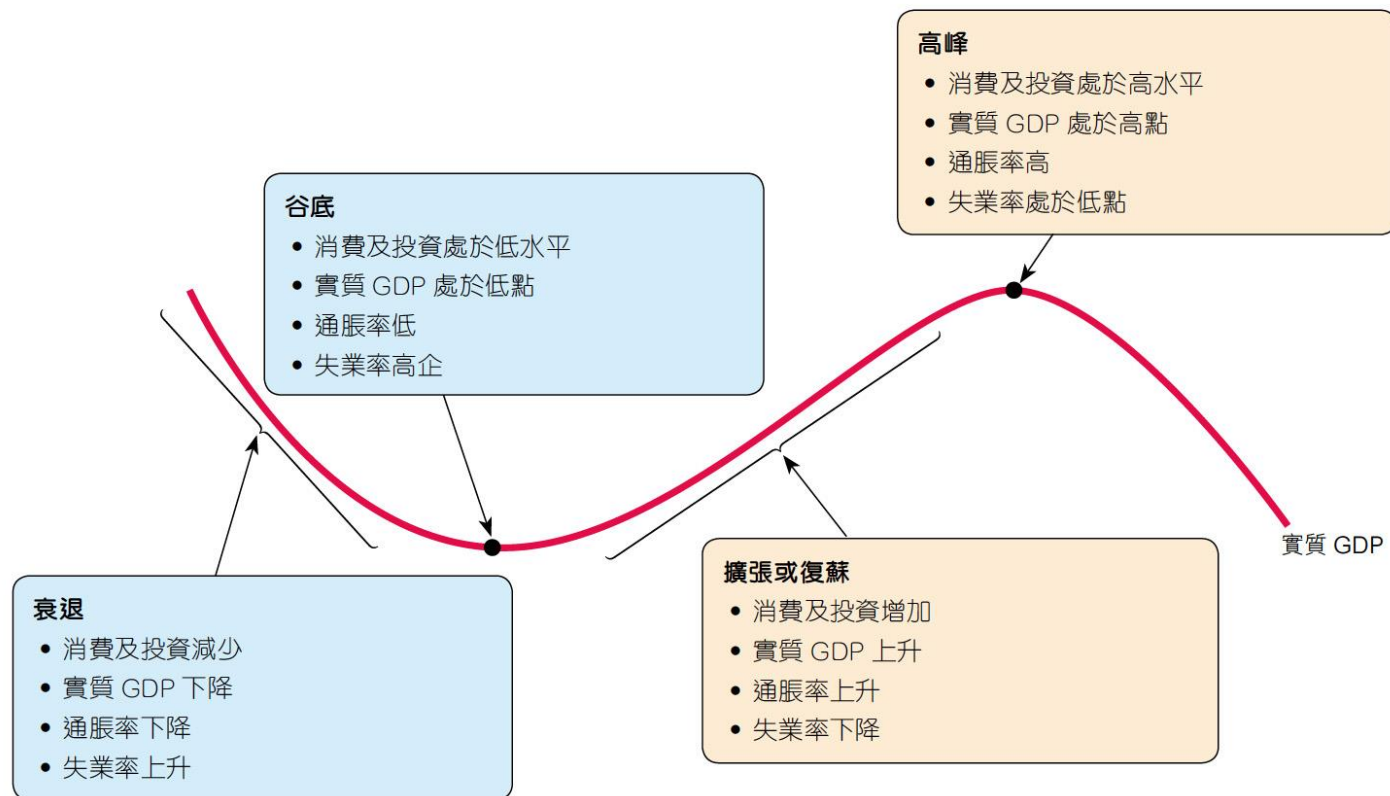 高峰
• 消費及投資處於高水平
• 實質 GDP 處於高點
• 通脹率高
• 失業率處於低點
谷底
• 消費及投資處於低水平
• 實質 GDP 處於低點
• 通脹率低
• 失業率高企
實質 GDP
衰退
• 消費及投資減少
• 實質 GDP 下降
• 通脹率下降
• 失業率上升
擴張或復蘇
• 消費及投資增加
• 實質 GDP 上升
• 通脹率上升
• 失業率下降